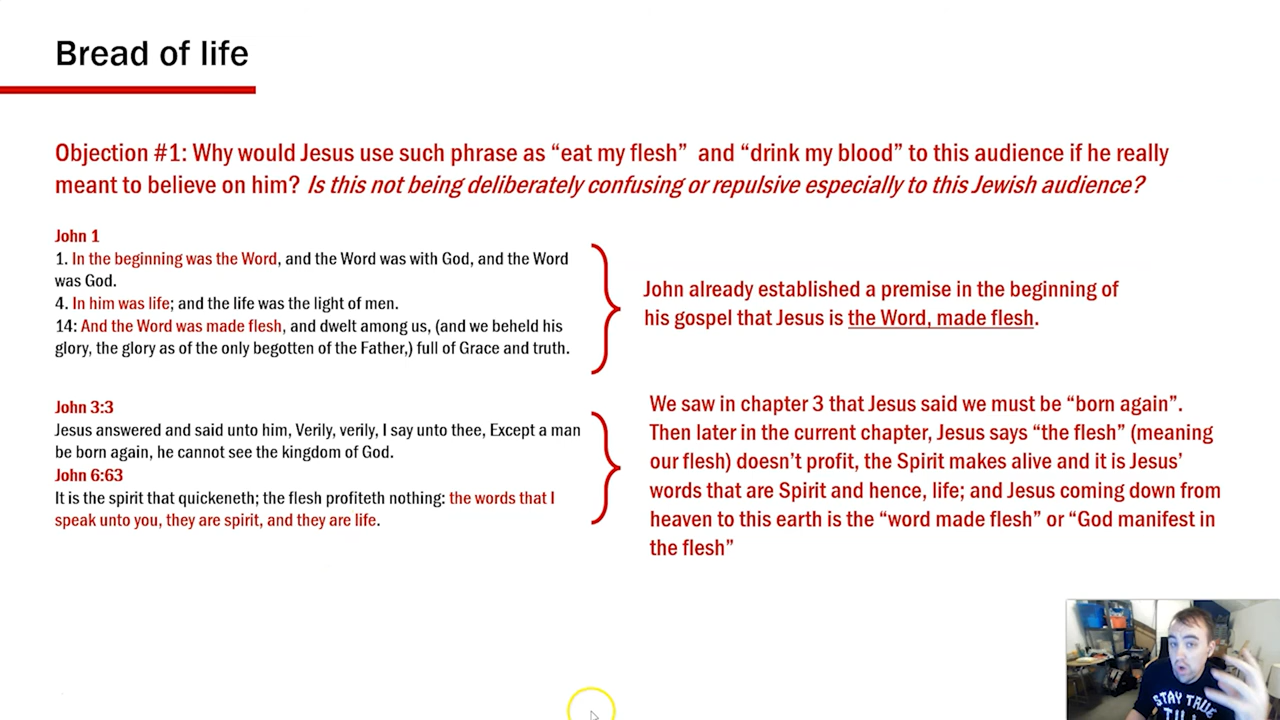 Bread of life
Objection #1: Why would Jesus use such phrase as “eat my flesh” and “drink my blood” to this audience if he really
meant to believe on him? Is this not being deliberately confusing or repulsive especially to this Jewish audience?
John 1
1. In the beginning was the Word, and the Word was with God, and the Word
was God.
4. In him was life; and the life was the light of men.
14: And the Word was made flesh, and dwelt among us, (and we beheld his
glory, the glory as of the only begotten of the Father,) full of Grace and truth.
John already established a premise in the beginning of
his gospel that Jesus is the Word, made flesh.
John 3:3
Jesus answered and said unto him, Verily, verily, I say unto thee, Except a man
be born again, he cannot see the kingdom of God.
John 6:63
It is the spirit that quickeneth; the flesh profiteth nothing: the words that I
speak unto you, they are spirit, and they are life.
We saw in chapter 3 that Jesus said we must be “born again”.
Then later in the current chapter, Jesus says “the flesh” (meaning
our flesh) doesn’t profit, the Spirit makes alive and it is Jesus’
words that are Spirit and hence, life; and Jesus coming down from
heaven to this earth is the “word made flesh” or “God manifest in
the flesh”
STAY TRUE
TILL